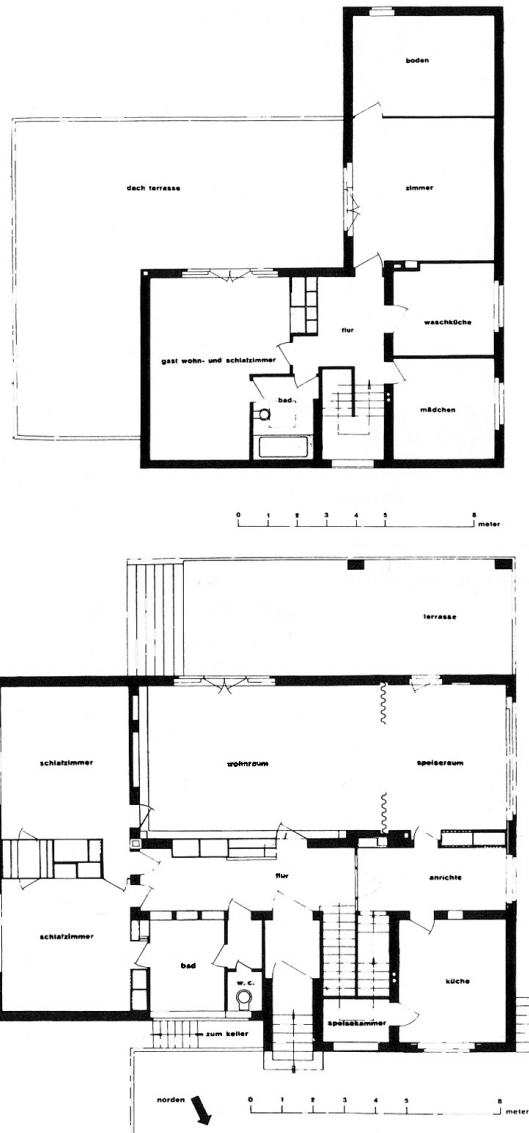 boden
dach terrasse
zimmer
flur
waschküche
gast wohn- und schlafzimmer
bad
mädchen
0 1 2 3 4 5 8
meter
terrasse
schlafzimmer
wohnraum
speiseraum
flur
anrichte
schlafzimmer
bad
w.c.
küche
speisekammer
zum keller
norden
0 1 2 3 4 5 8
meter